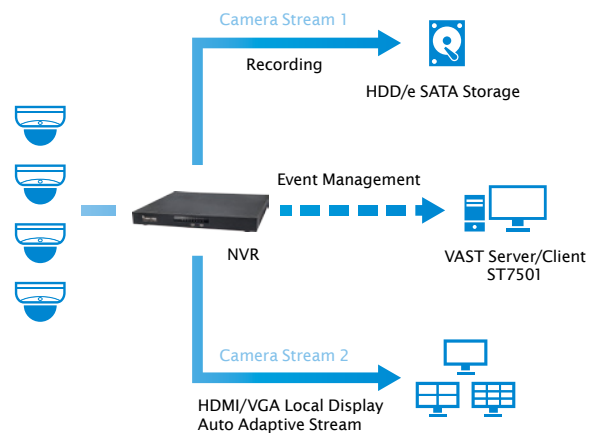 Camera Stream 1
Recording
HDD/e SATA Storage
Event Management
NVR
VAST Server/Client
ST7501
Camera Stream 2
HDMI/VGA Local Display
Auto Adaptive Stream